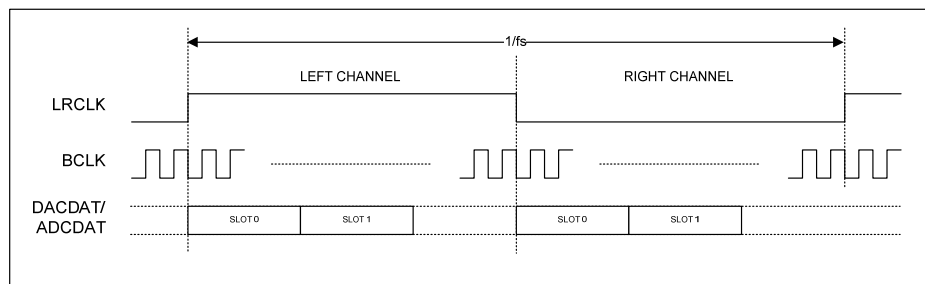 1/fs
LEFT CHANNEL RIGHT CHANNEL
LRCLK
BCLK
DACDAT/
ADCDAT
SLOT 0 SLOT 1 SLOT 0 SLOT 1